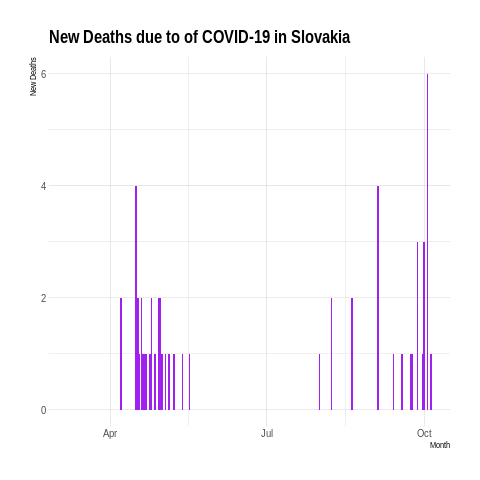 New Deaths due to of COVID-19 in Slovakia
New Deaths
6
4
2
0
Apr
Jul
Oct
Month